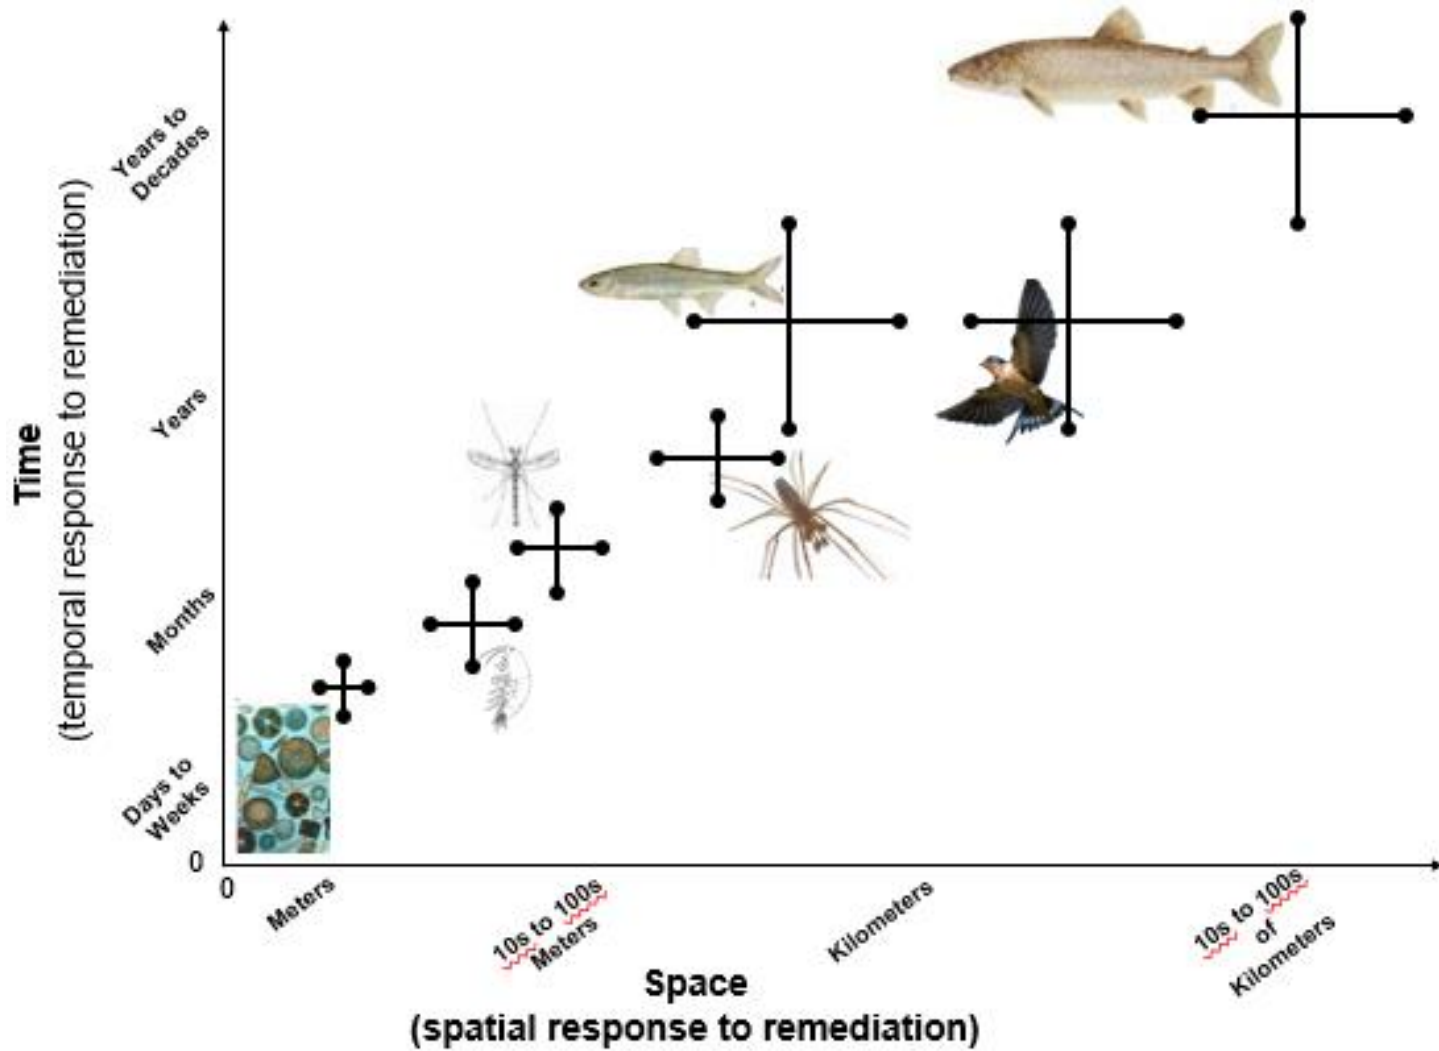 Time
(temporal response to remediation)
Years to
Decades
Years
Months
Days to
Weeks
0
0
Meters
10s to 100s
Meters
Kilometers
10s to 100s
of
Kilometers
Space
(spatial response to remediation)